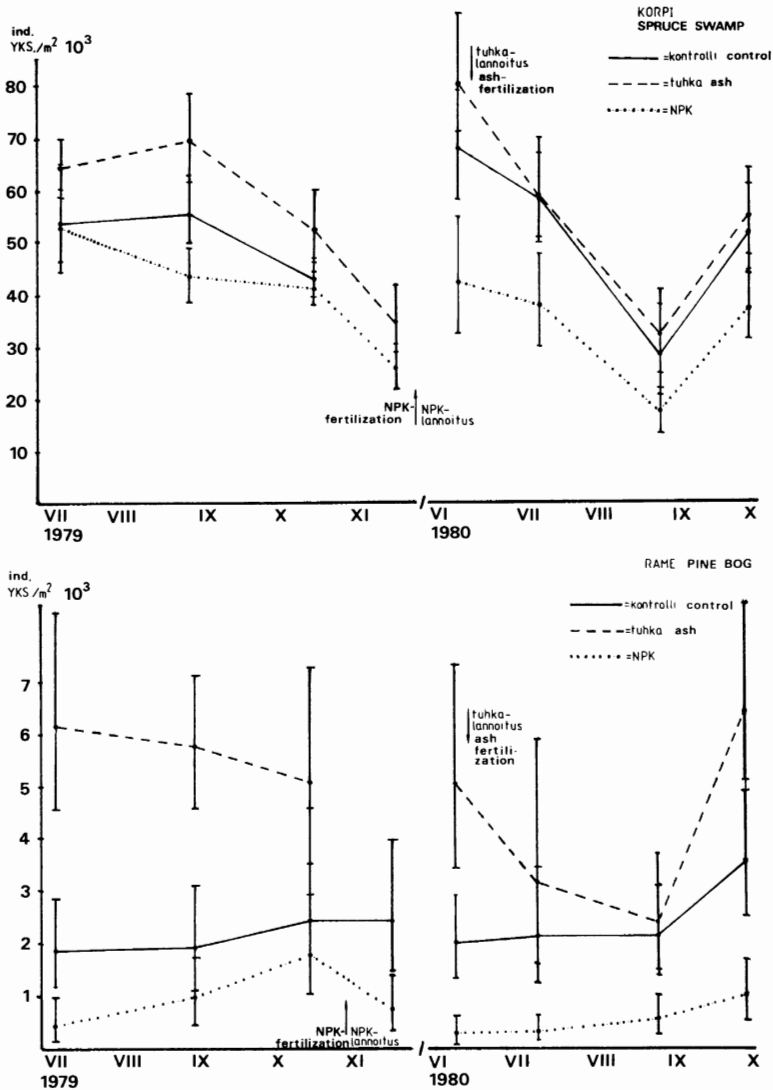 ind.
YKS./m² 10³
80
70
60
50
40
30
20
10
KORPI
SPRUCE SWAMP
=kontrolli control
=tuhka ash
=NPK
tuhka-
lannoitus
ash-
fertilization
NPK-
fertilization
NPK-
lannoitus
VII VIII IX X XI / VI VII VIII IX X
1979 1980
ind.
YKS./m² 10³
7
6
5
4
3
2
1
RAME PINE BOG
=kontrolli control
=tuhka ash
=NPK
tuhka-
lannoitus
ash
fertili-
zation
NPK-
fertilization
NPK-
lannoitus
VII VIII IX X XI / VI VII VIII IX X
1979 1980